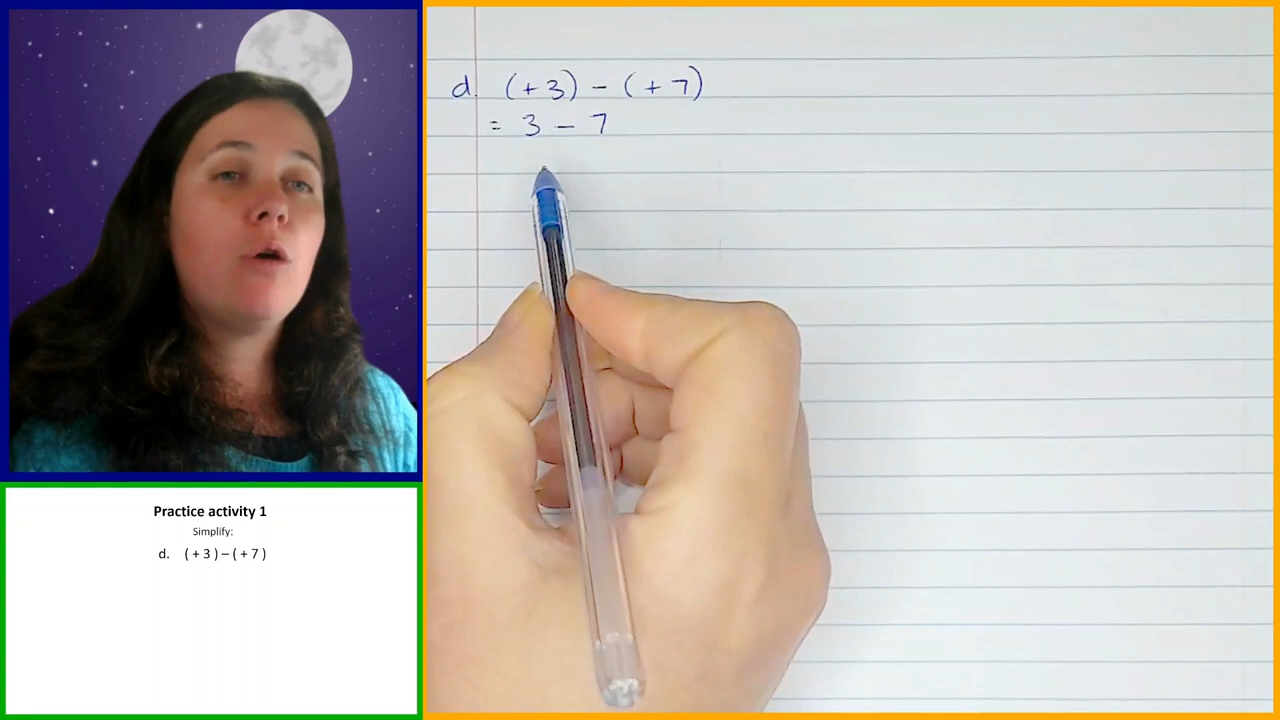 d. (+3) - (+7)
= 3 - 7
Practice activity 1
Simplify:
d. ( + 3 ) – ( + 7 )